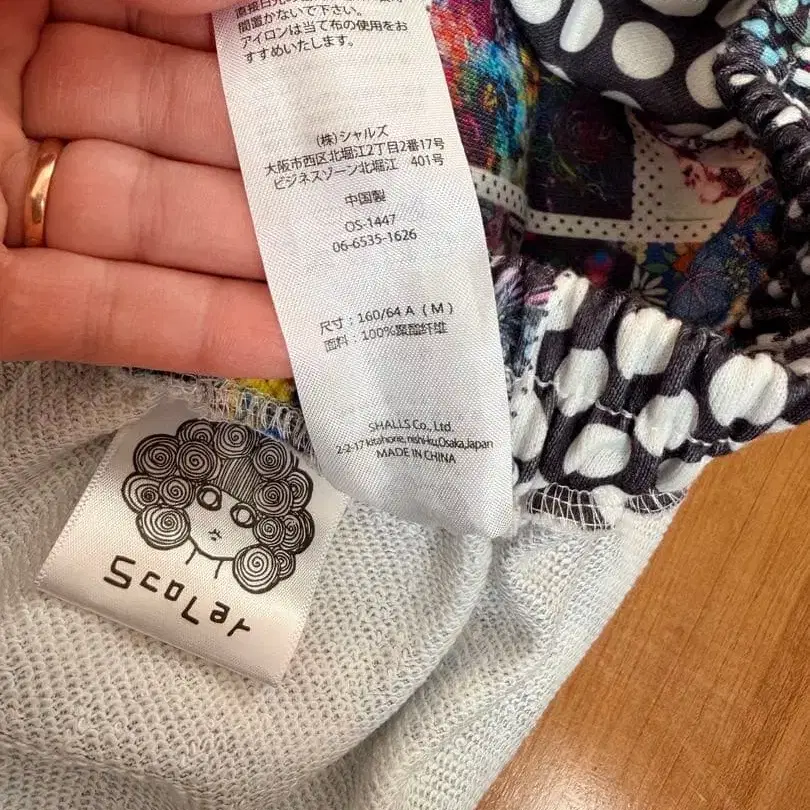 間置かないで下さい。
アイロンは当て布の使用をお
すすめいたします。
(株)シャルズ
大阪市西区北堀江2丁目2番17号
ビジネスゾーン北堀江 401号
中国製
OS-1447
06-6535-1626
尺寸：160/64 A (M)
面料：100%聚酯纤维
SHALLS Co., Ltd.
2-2-17 kitahorie, nishi-ku, Osaka, Japan
MADE IN CHINA
ScoLar